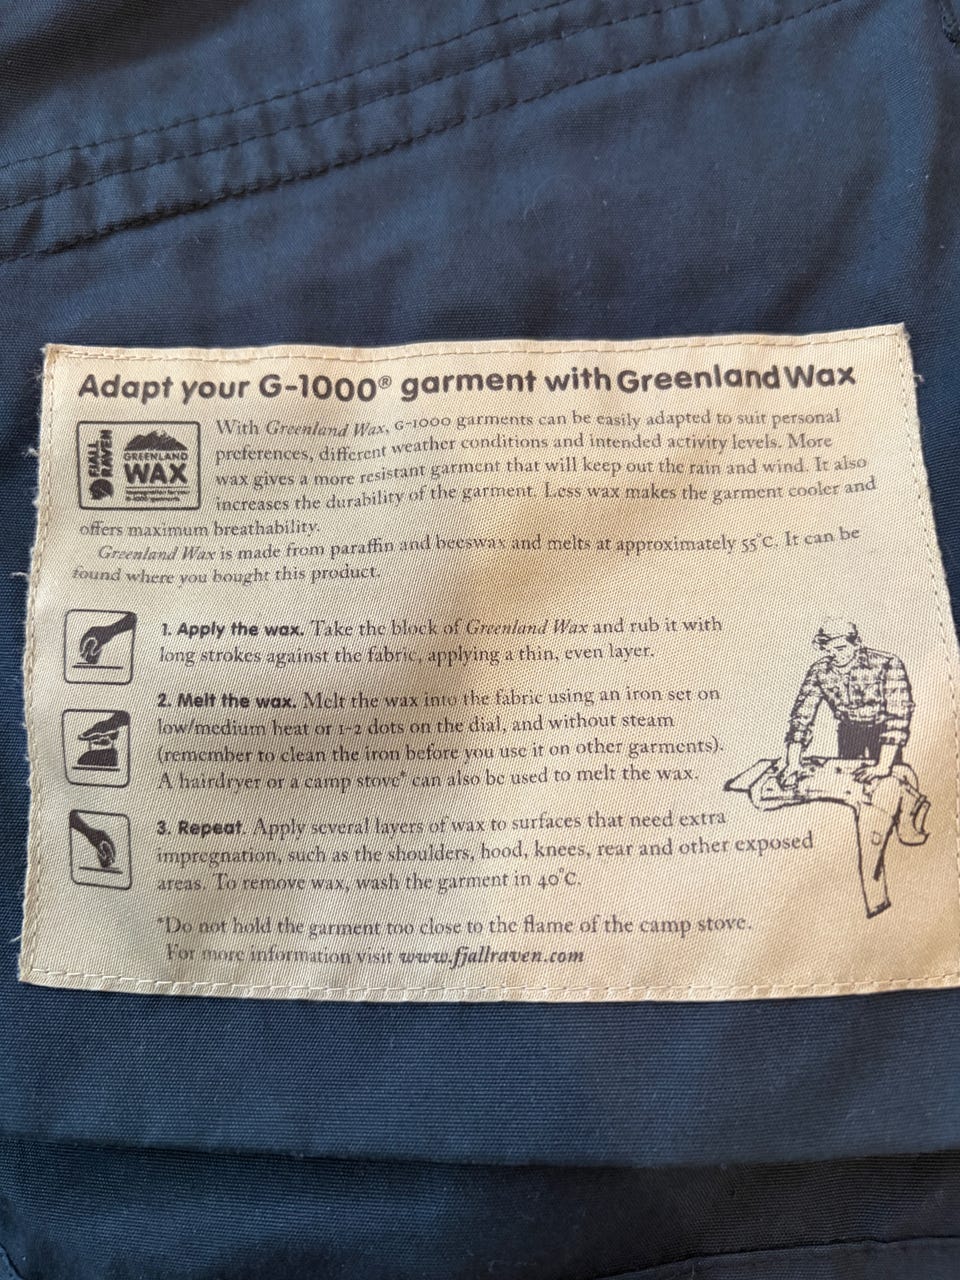 Adapt your G-1000® garment with Greenland Wax
FJÄLL
RÄVEN
GREENLAND
WAX
With Greenland Wax, G-1000 garments can be easily adapted to suit personal
preferences, different weather conditions and intended activity levels. More
wax gives a more resistant garment that will keep out the rain and wind. It also
increases the durability of the garment. Less wax makes the garment cooler and
offers maximum breathability.
Greenland Wax is made from paraffin and beeswax and melts at approximately 55°C. It can be
found where you bought this product.
1. Apply the wax. Take the block of Greenland Wax and rub it with
long strokes against the fabric, applying a thin, even layer.
2. Melt the wax. Melt the wax into the fabric using an iron set on
low/medium heat or 1-2 dots on the dial, and without steam
(remember to clean the iron before you use it on other garments).
A hairdryer or a camp stove* can also be used to melt the wax.
3. Repeat. Apply several layers of wax to surfaces that need extra
impregnation, such as the shoulders, hood, knees, rear and other exposed
areas. To remove wax, wash the garment in 40°C.
*Do not hold the garment too close to the flame of the camp stove.
For more information visit www.fjallraven.com